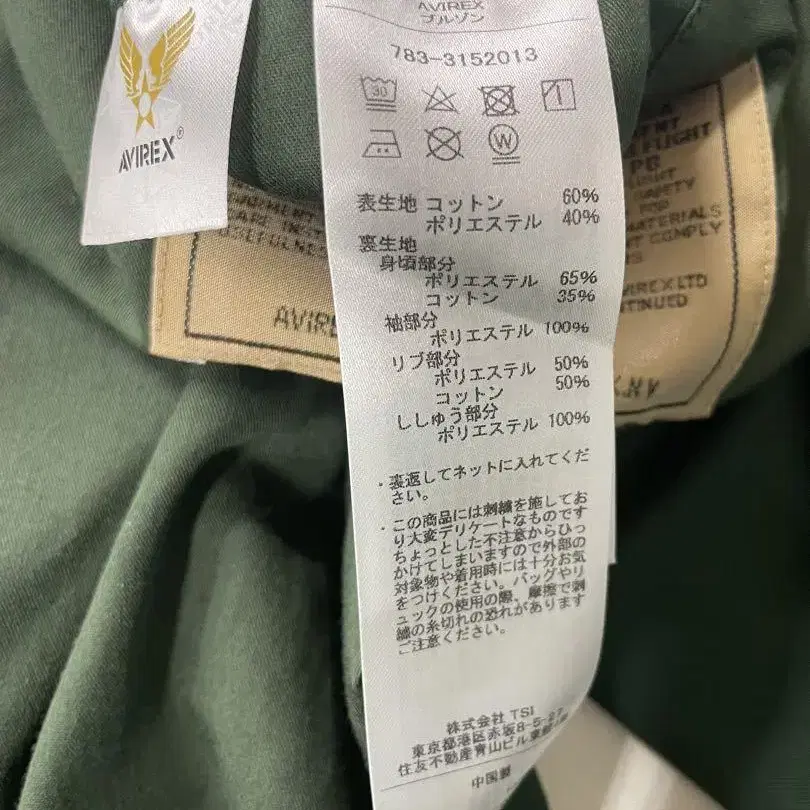 AVIREX
ブルゾン
783-3152013
30
W
表生地 コットン 60%
ポリエステル 40%
裏生地
身頃部分
ポリエステル 65%
コットン 35%
袖部分
ポリエステル 100%
リブ部分
ポリエステル 50%
コットン 50%
ししゅう部分
ポリエステル 100%
・裏返してネットに入れてくだ
さい。
・この商品には刺繍を施してお
り大変デリケートなものです
ちょっとした不注意からひっ
かけてしまいますので外部の
対象物や着用時には十分お気
をつけください。バッグやリ
ュックの使用の際、摩擦で刺
繍の糸切れの恐れがあります
ご注意ください。
株式会社 TSI
東京都港区赤坂8-5-27
住友不動産青山ビル東館
中国製
AVIREX®
AVIRE
FLIGHT
SAFETY
MATERIALS
COMPLY
AVIREX LTD